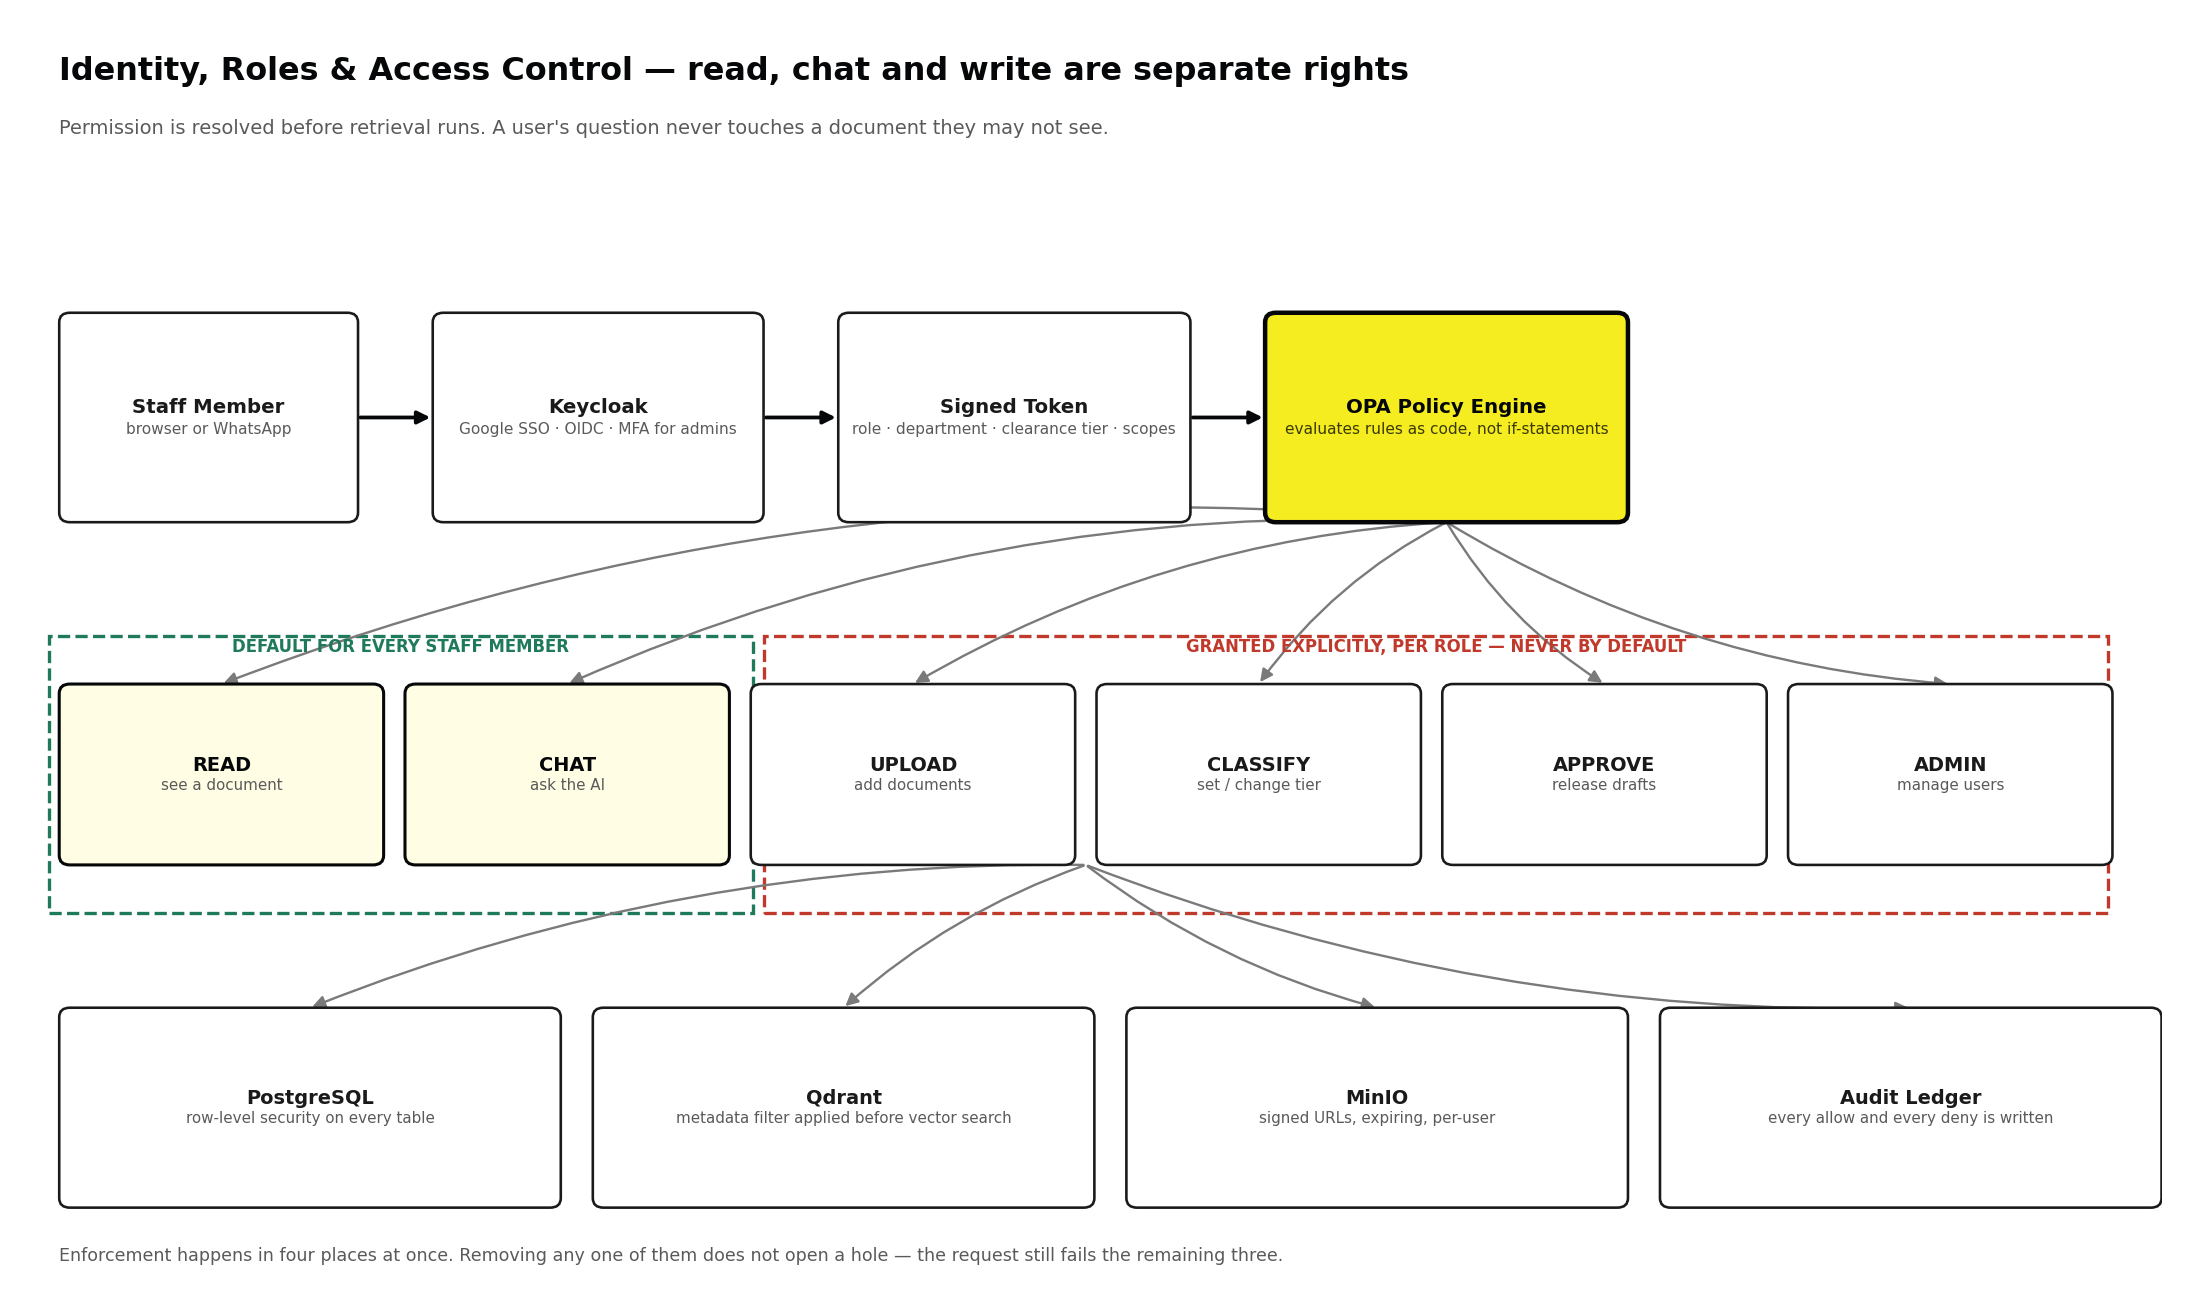 Identity, Roles & Access Control — read, chat and write are separate rights
Permission is resolved before retrieval runs. A user's question never touches a document they may not see.
Staff Member
browser or WhatsApp
Keycloak
Google SSO · OIDC · MFA for admins
Signed Token
role · department · clearance tier · scopes
OPA Policy Engine
evaluates rules as code, not if-statements
DEFAULT FOR EVERY STAFF MEMBER
GRANTED EXPLICITLY, PER ROLE — NEVER BY DEFAULT
READ
see a document
CHAT
ask the AI
UPLOAD
add documents
CLASSIFY
set / change tier
APPROVE
release drafts
ADMIN
manage users
PostgreSQL
row-level security on every table
Qdrant
metadata filter applied before vector search
MinIO
signed URLs, expiring, per-user
Audit Ledger
every allow and every deny is written
Enforcement happens in four places at once. Removing any one of them does not open a hole — the request still fails the remaining three.